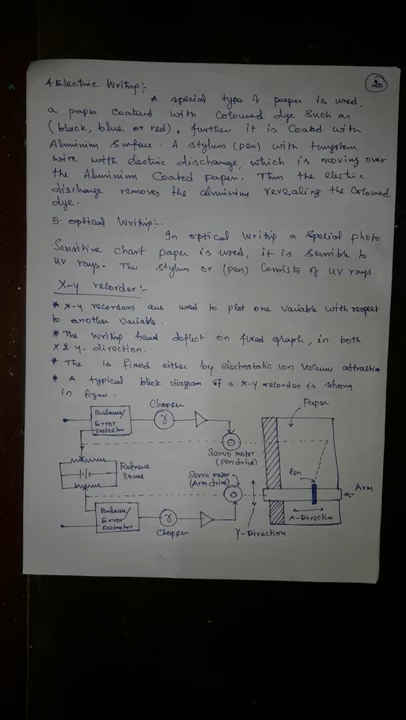 20
4. Electric Writing:-
A special type of paper is used,
a paper coated with coloured dye such as
(black, blue or red), further it is coated with
Alminium surface. A stylus (pen) with tungsten
wire with electric discharge, which is moving over
the Alminium coated paper. Thus the electric
discharge removes the alminium revealing the coloured
dye.
5. optical Writing:-
In optical writing a special photo
sensitive chart paper is used, it is sensible to
UV rays. The stylus or (pen) consists of UV rays.
X-Y recorder:-
* X-Y recorders are used to plot one variable with respect
to another variable.
* The writing head deflect on fixed graph, in both
X & Y- direction.
* The is fixed either by electrostatic (or) vacuum attraction
* A typical block diagram of a X-Y recorder is shown
in figure.
Balance/
Error
Detector
Chopper
Servo motor
(Pen drive)
Paper
Refrence
Source
Servo motor
(Arm drive)
Pen
Arm
X-Direction
Balance/
Error
Detector
Chopper
Y-Direction